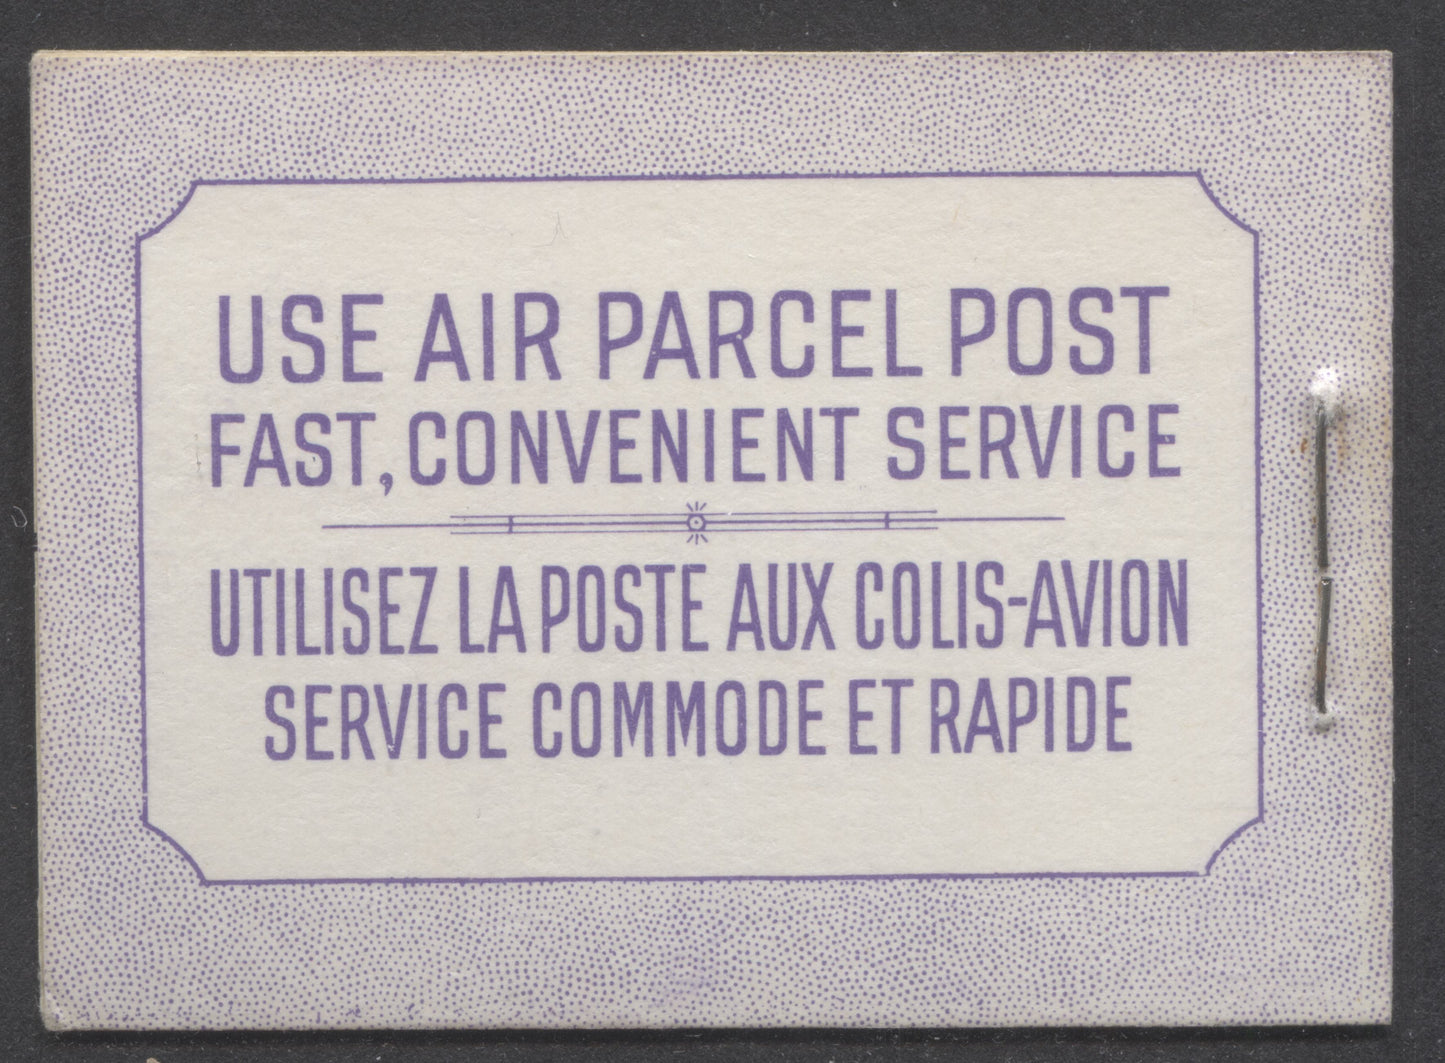 USE AIR PARCEL POST
FAST, CONVENIENT SERVICE
UTILISEZ LA POSTE AUX COLIS-AVION
SERVICE COMMODE ET RAPIDE